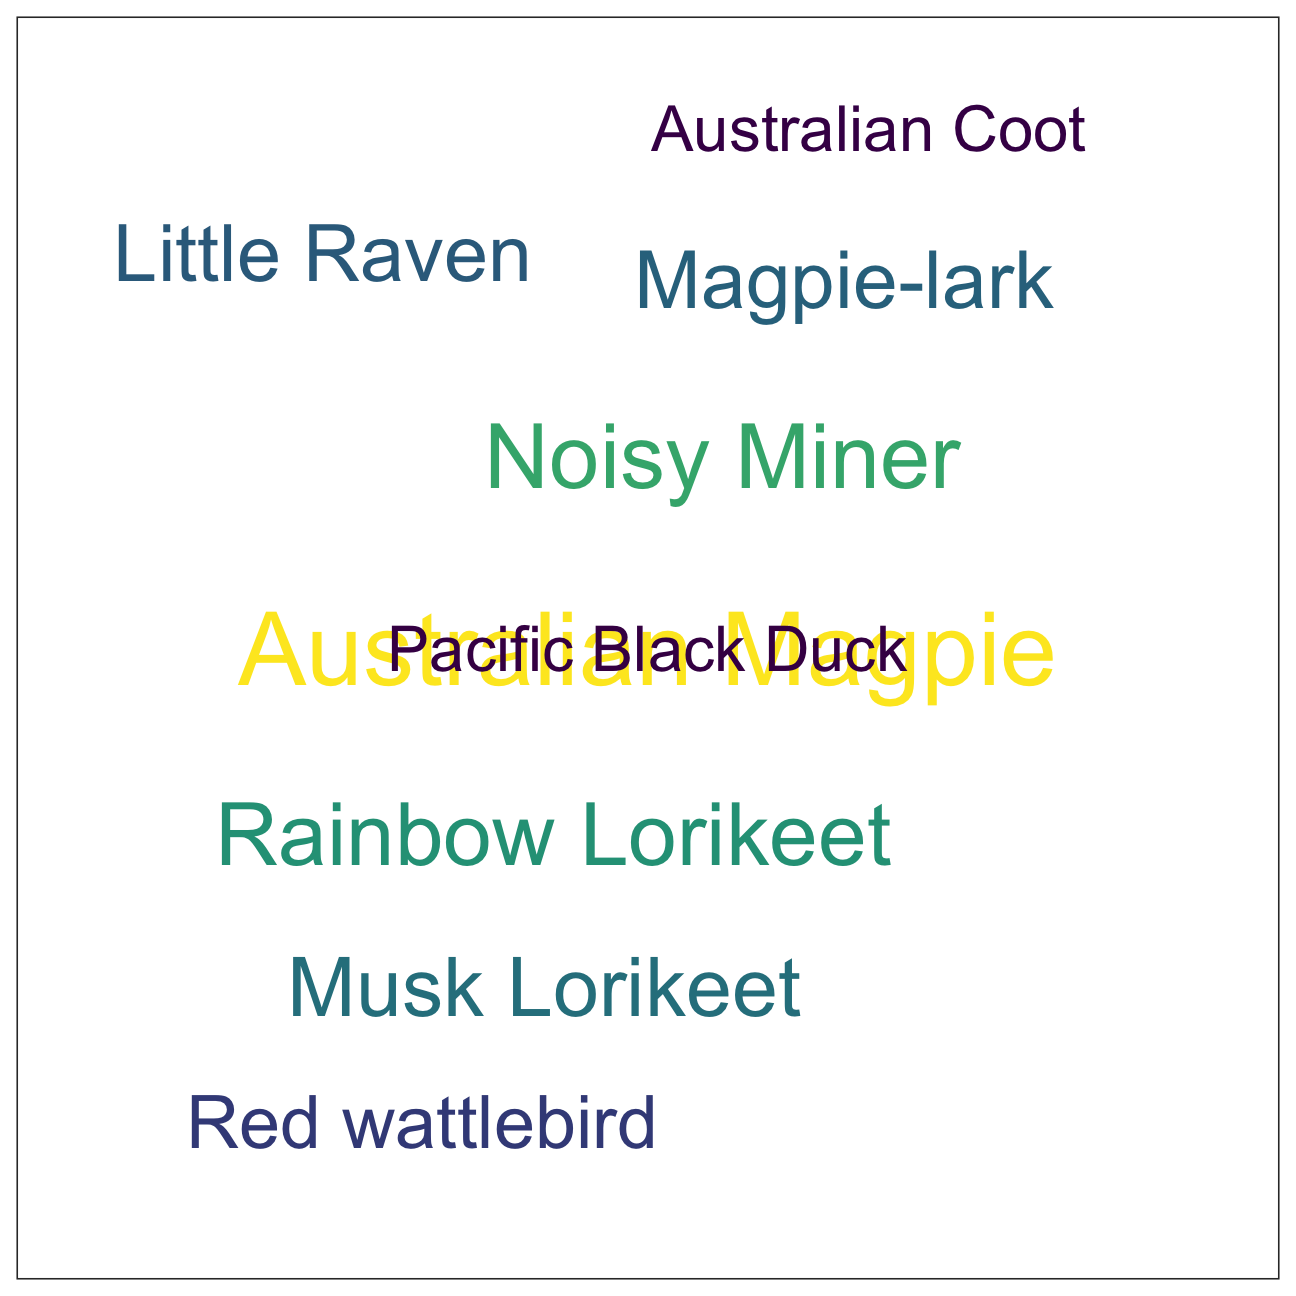 Australian Coot
Little Raven
Magpie-lark
Noisy Miner
Australian Magpie
Pacific Black Duck
Rainbow Lorikeet
Musk Lorikeet
Red wattlebird